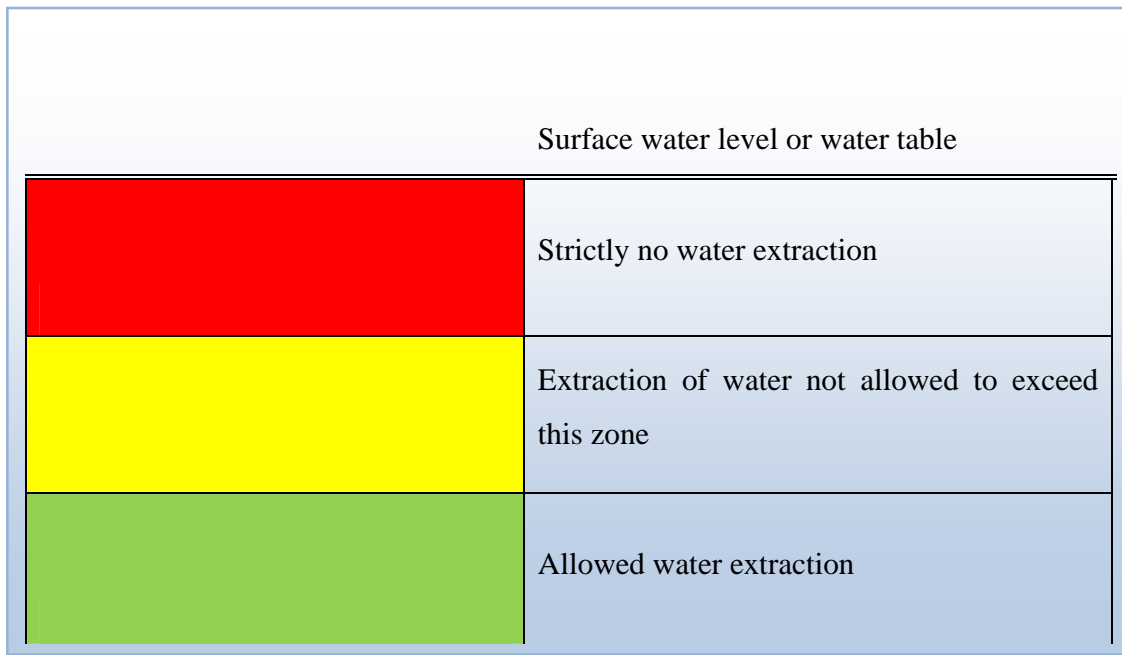 Surface water level or water table
Strictly no water extraction
Extraction of water not allowed to exceed
this zone
Allowed water extraction